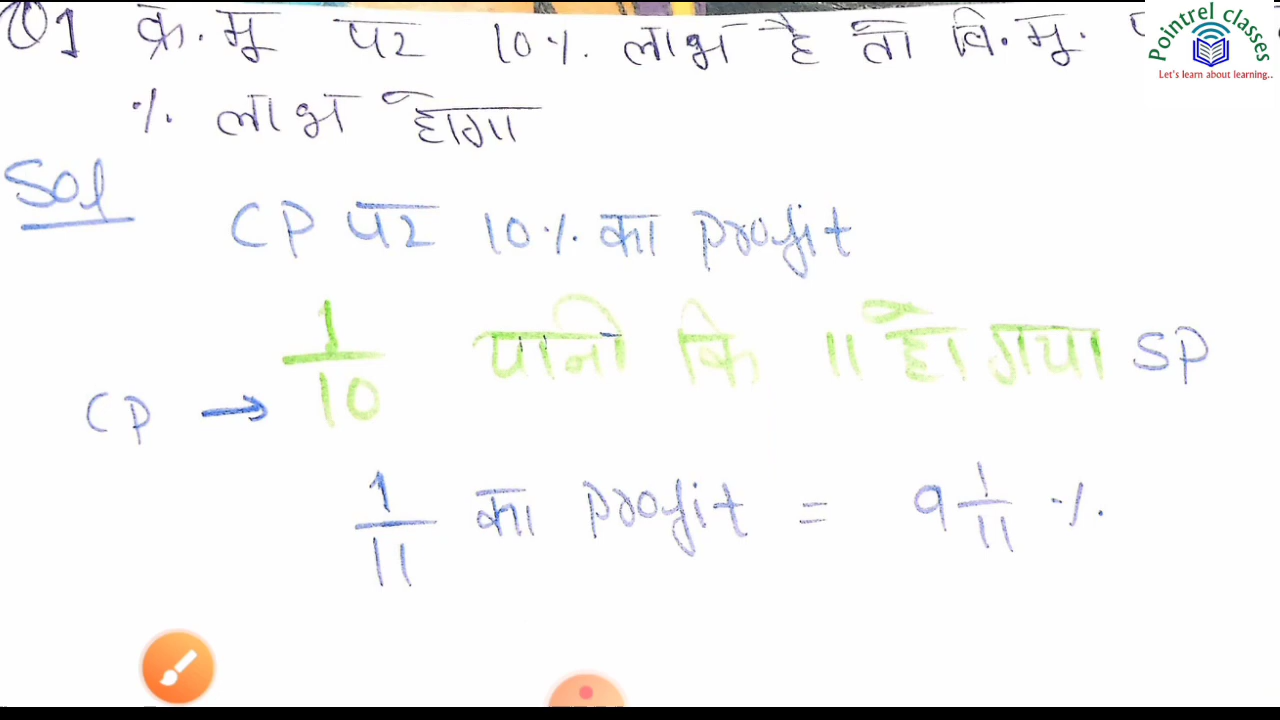 Q1 क्र.मू पर 10% लाभ है तो वि.मू.
% लाभ होगा
Sol
CP पर 10% का profit
1/10 यानी कि 11 हो गया SP
CP →
1/11 का profit = 9 1/11 %
Pointrel classes
Let's learn about learning..